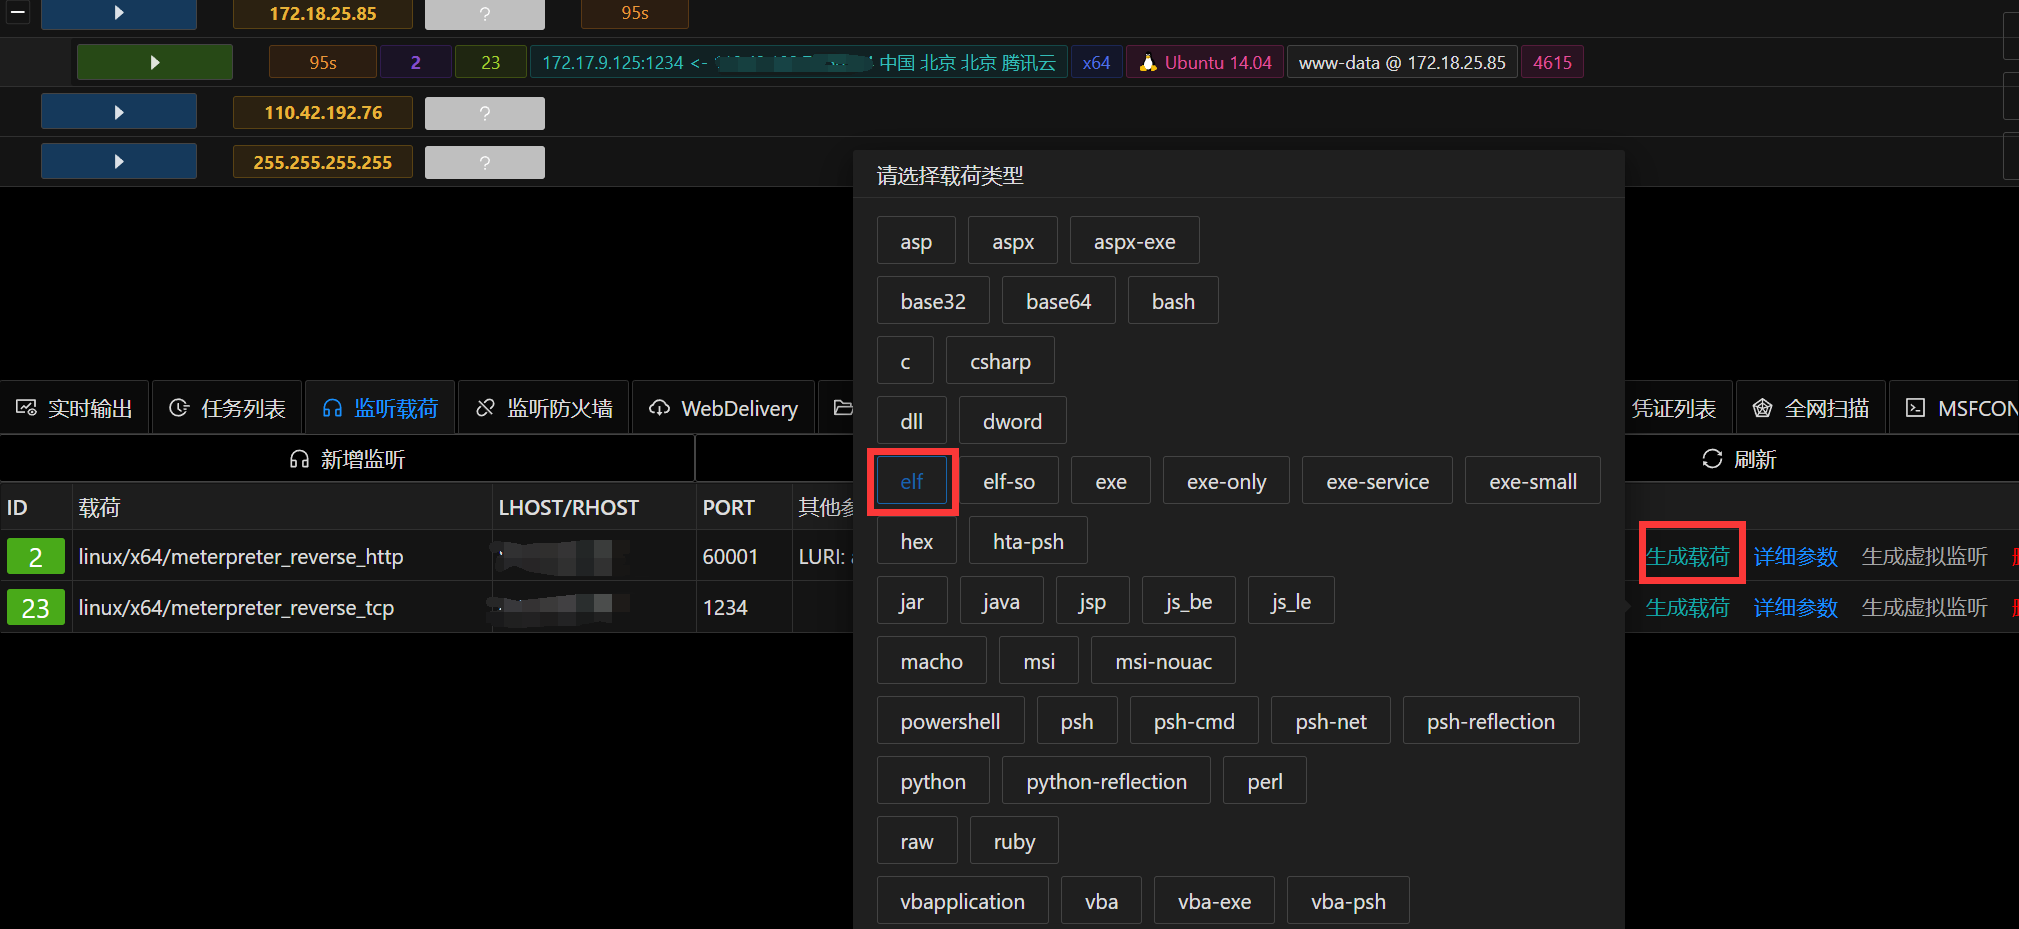 172.18.25.85 ? 95s
95s 2 23 172.17.9.125:1234 <- 中国 北京 北京 腾讯云 x64 Ubuntu 14.04 www-data @ 172.18.25.85 4615
110.42.192.76 ?
255.255.255.255 ?
请选择载荷类型
asp aspx aspx-exe
base32 base64 bash
c csharp
dll dword
elf elf-so exe exe-only exe-service exe-small
hex hta-psh
jar java jsp js_be js_le
macho msi msi-nouac
powershell psh psh-cmd psh-net psh-reflection
python python-reflection perl
raw ruby
vbapplication vba vba-exe vba-psh
实时输出 任务列表 监听载荷 监听防火墙 WebDelivery 凭证列表 全网扫描 MSFCON
新增监听 刷新
ID 载荷 LHOST/RHOST PORT 其他参
2 linux/x64/meterpreter_reverse_http 60001 LURI: 生成载荷 详细参数 生成虚拟监听
23 linux/x64/meterpreter_reverse_tcp 1234 生成载荷 详细参数 生成虚拟监听